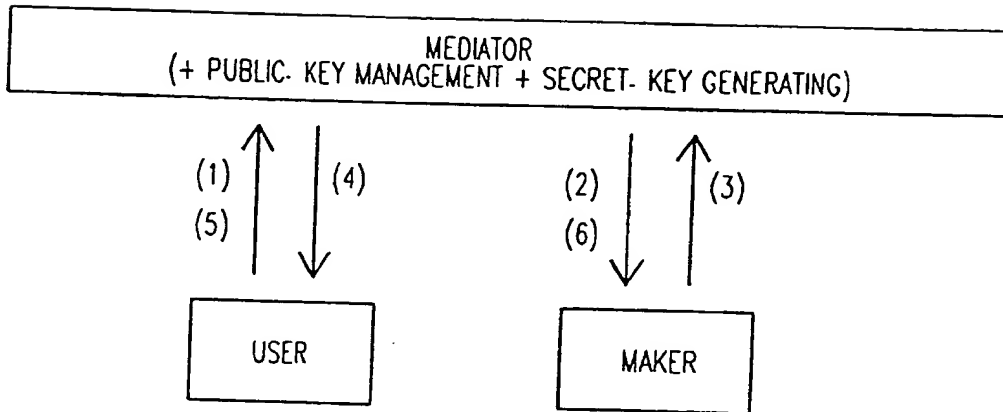 MEDIATOR
(+ PUBLIC- KEY MANAGEMENT + SECRET- KEY GENERATING)
(1)
(4)
(2)
(3)
(5)
(6)
USER
MAKER